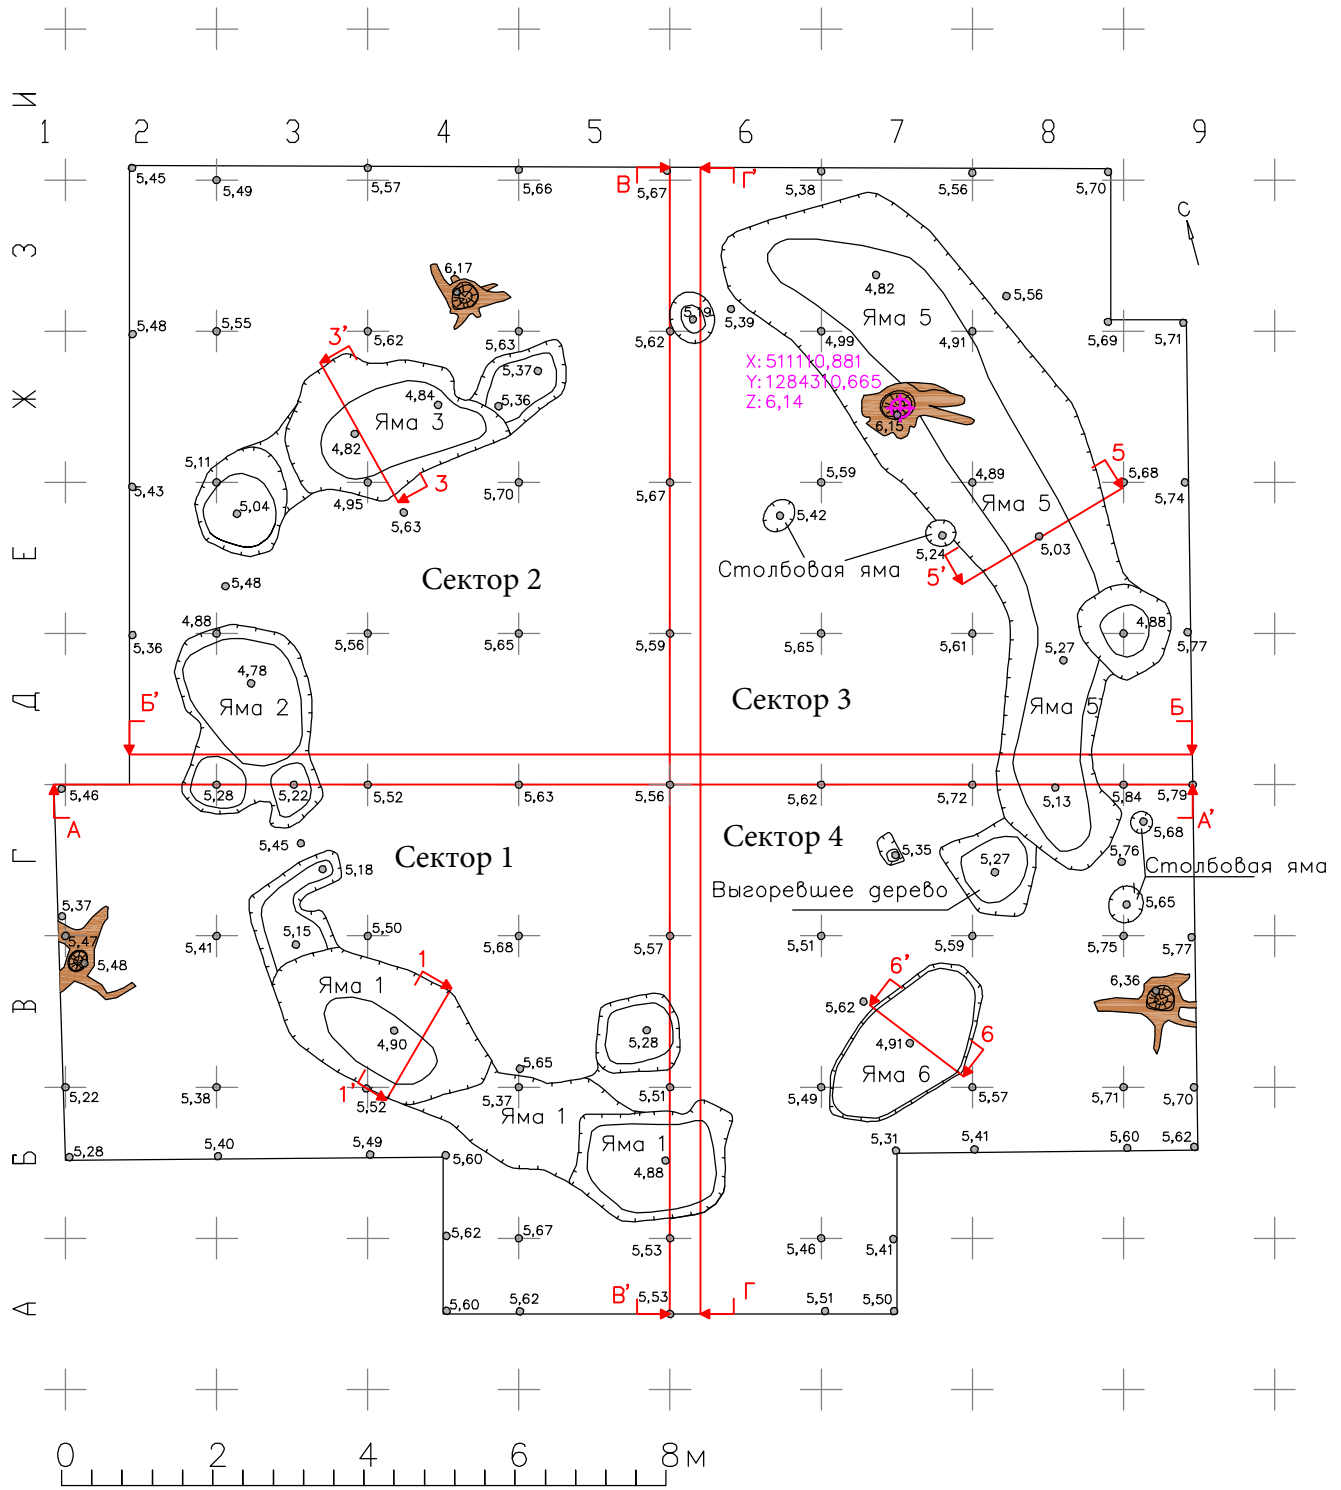 И
1 2 3 4 5 6 7 8 9
5,45 5,49 5,57 5,66 В 5,67 Г' 5,38 5,56 5,70
С
З
6,17
4,82 5,56
5,48 5,55 5,62 5,63 5,62 5,79 5,39 Яма 5 4,99 4,91 5,69 5,71
3'
X: 511110,881
Y: 1284310,665
Z: 6,14
Ж
5,37
4,84 5,36
Яма 3
4,82 6,15
5,11 5
5,43 3 4,95 5,70 5,67 5,59 4,89 5,68 5,74
5,04 5,63 5,42 Яма 5
Е
5,24 5,03
Столбовая яма
5'
5,48 Сектор 2
4,88 4,88
5,36 5,56 5,65 5,59 5,65 5,61 5,77
4,78 5,27
Д
Б' Яма 2 Сектор 3 Яма 5 Б
5,46 5,28 5,22 5,52 5,63 5,56 5,62 5,72 5,13 5,84 5,79
А Сектор 4 5,68 А'
5,45 5,35 5,76
Г
Сектор 1 5,18 5,27 Столбовая яма
Выгоревшее дерево 5,65
5,37
5,47 5,41 5,15 5,50 5,68 5,57 5,51 5,59 5,75 5,77
5,48 1 6'
6,36
В
Яма 1 5,62
4,90 5,28 4,91 6
5,65 Яма 6
1'
5,22 5,38 5,52 5,37 5,51 5,49 5,57 5,71 5,70
Яма 1
Яма 1
Б
5,28 5,40 5,49 5,60 4,88 5,31 5,41 5,60 5,62
5,62 5,67 5,53 5,46 5,41
А
5,60 5,62 В' 5,53 Г 5,51 5,50
0 2 4 6 8 м